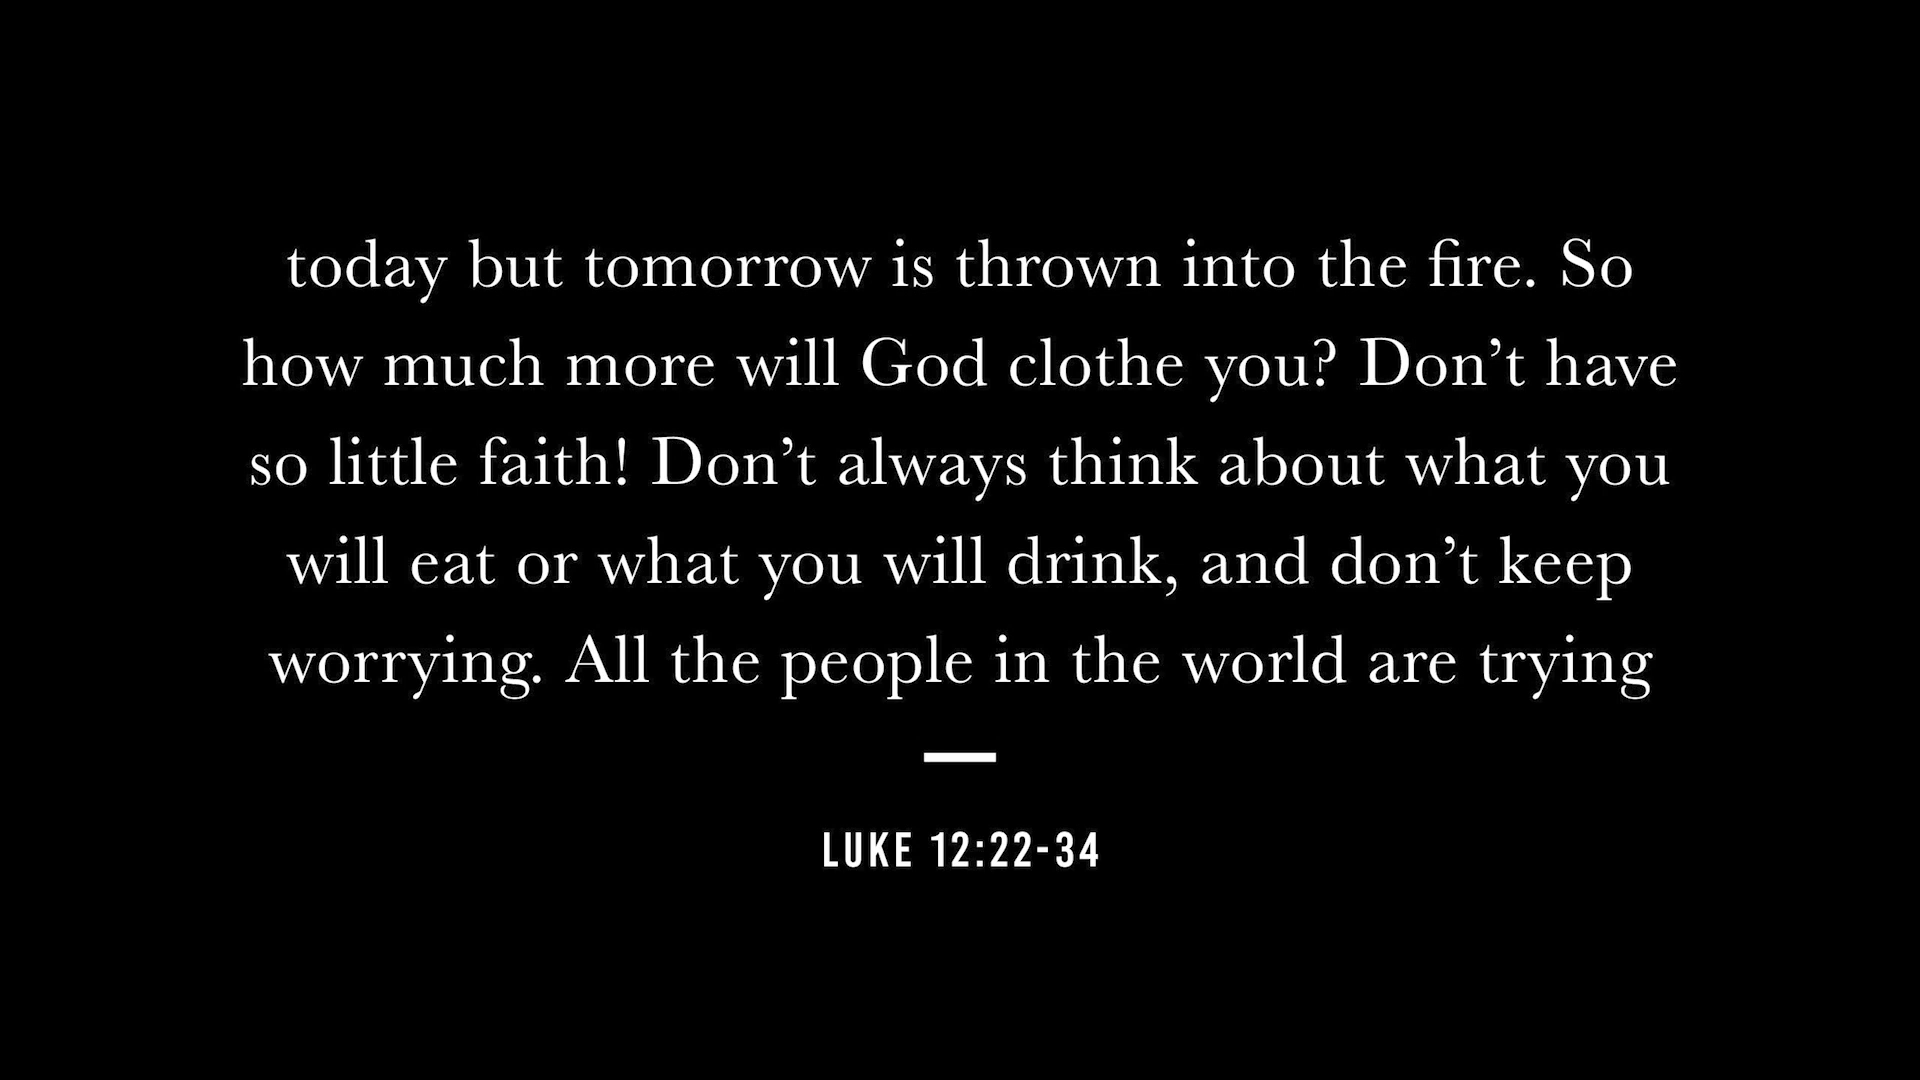 today but tomorrow is thrown into the fire. So
how much more will God clothe you? Don’t have
so little faith! Don’t always think about what you
will eat or what you will drink, and don’t keep
worrying. All the people in the world are trying
LUKE 12:22-34